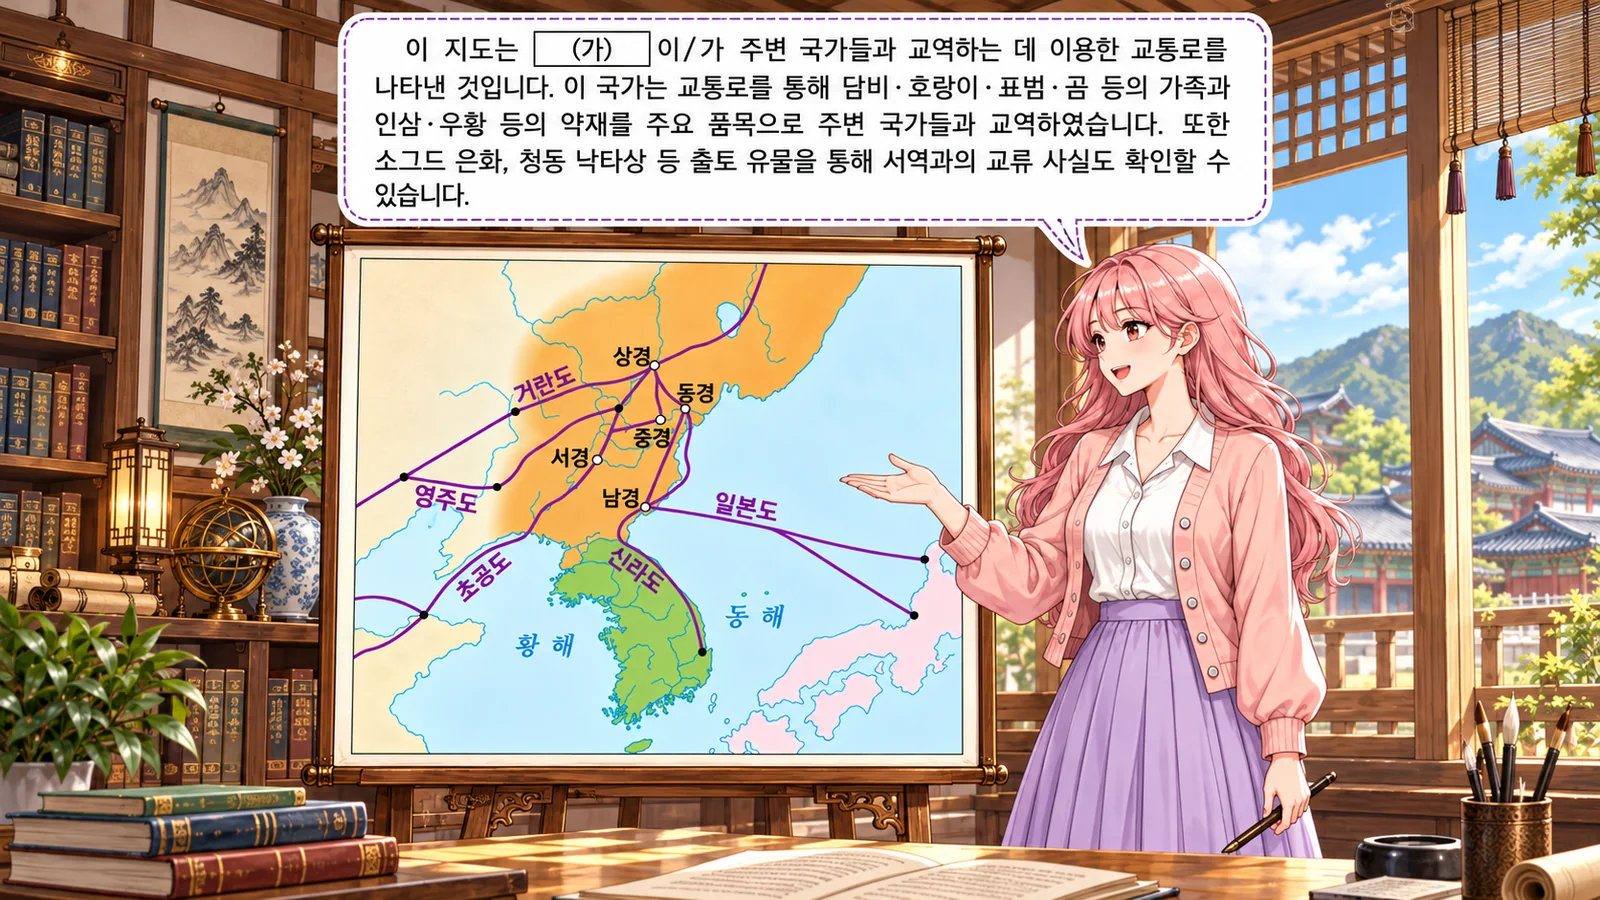 이 지도는 (가) 이/가 주변 국가들과 교역하는 데 이용한 교통로를
나타낸 것입니다. 이 국가는 교통로를 통해 담비·호랑이·표범·곰 등의 가죽과
인삼·우황 등의 약재를 주요 품목으로 주변 국가들과 교역하였습니다. 또한
소그드 은화, 청동 낙타상 등 출토 유물을 통해 서역과의 교류 사실도 확인할 수
있습니다.
상경
거란도
동경
중경
서경
영주도
남경
일본도
초공도
신라도
동해
황해